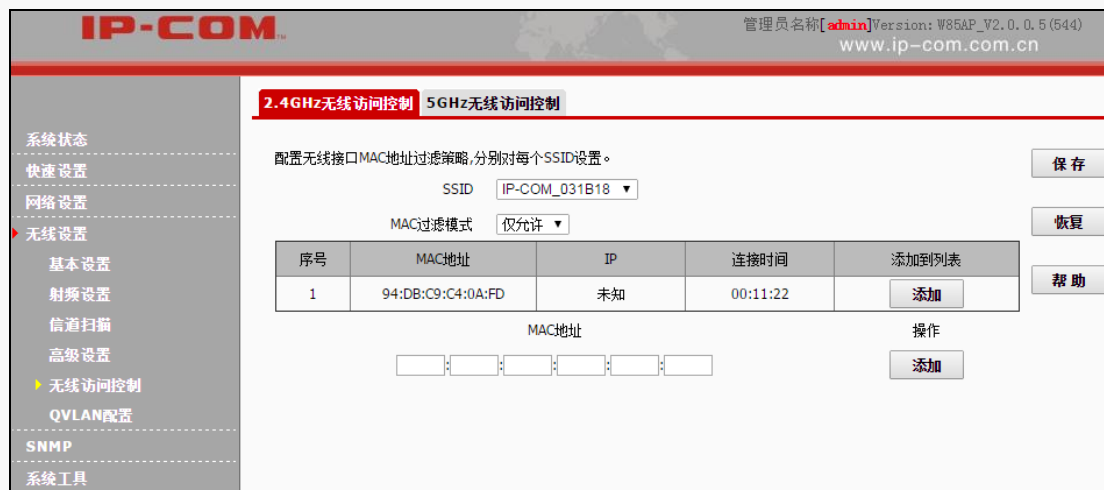 IP-COM
管理员名称[admin]Version: W85AP_V2.0.0.5(544)
www.ip-com.com.cn
2.4GHz无线访问控制 5GHz无线访问控制
系统状态
快速设置
网络设置
无线设置
基本设置
射频设置
信道扫描
高级设置
无线访问控制
QVLAN配置
SNMP
系统工具
配置无线接口MAC地址过滤策略,分别对每个SSID设置。
SSID IP-COM_031B18
MAC过滤模式 仅允许
序号 MAC地址 IP 连接时间 添加到列表
1 94:DB:C9:C4:0A:FD 未知 00:11:22 添加
MAC地址 操作
: : : : : 添加
保存
恢复
帮助